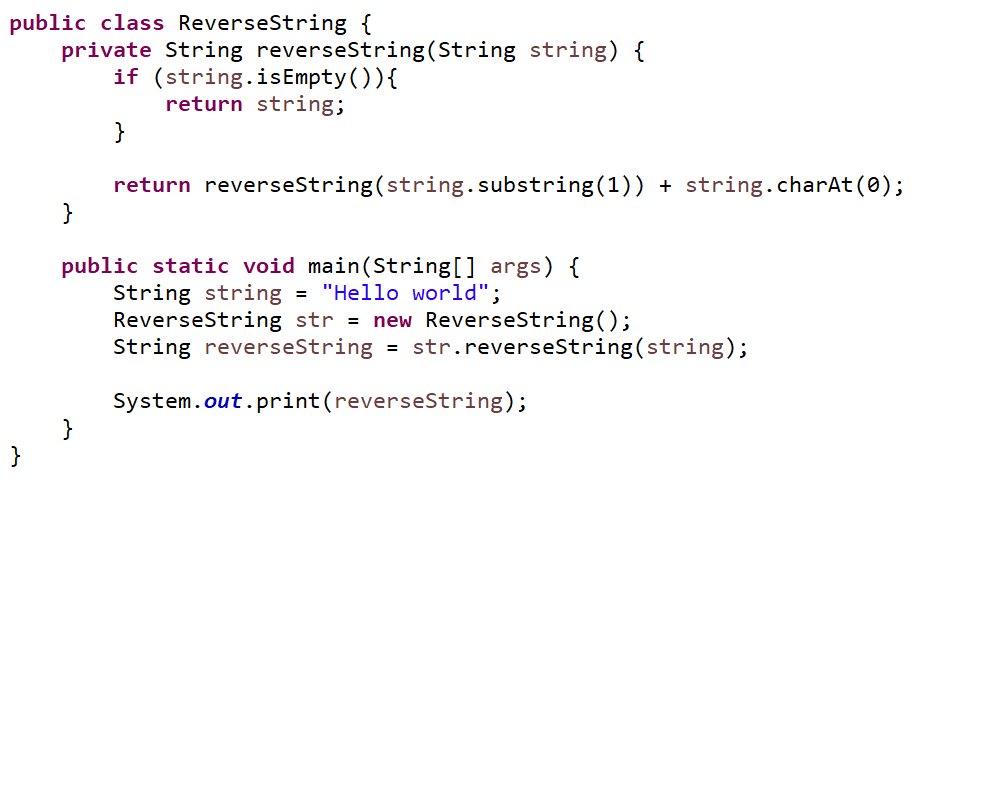 public class ReverseString {
    private String reverseString(String string) {
        if (string.isEmpty()){
            return string;
        }

        return reverseString(string.substring(1)) + string.charAt(0);
    }

    public static void main(String[] args) {
        String string = "Hello world";
        ReverseString str = new ReverseString();
        String reverseString = str.reverseString(string);

        System.out.print(reverseString);
    }
}